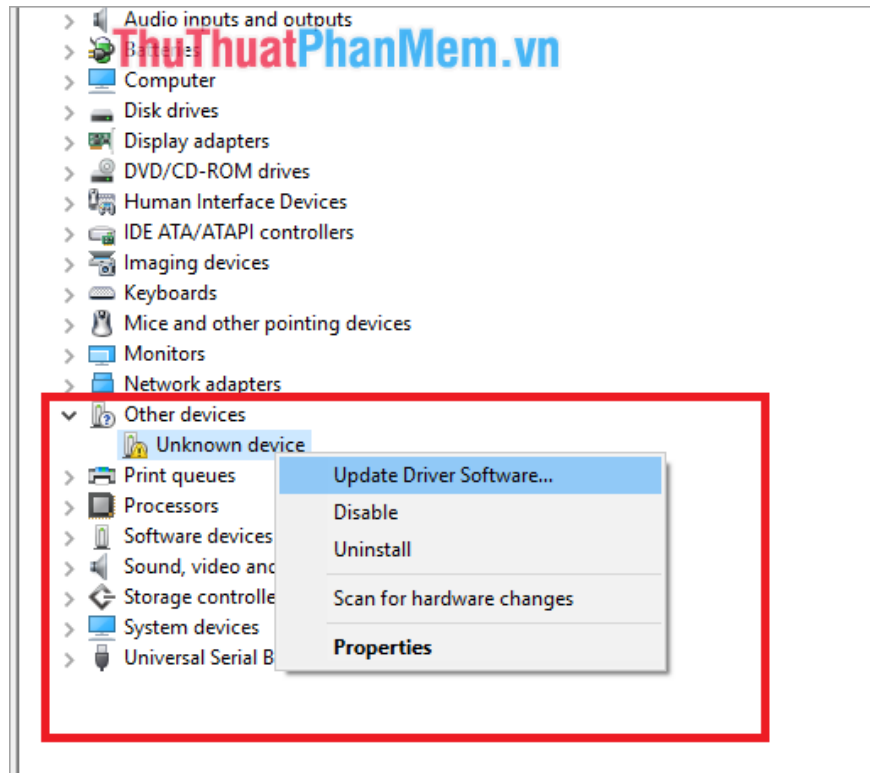 Audio inputs and outputs
ThuThuatPhanMem.vn
Batteries
Computer
Disk drives
Display adapters
DVD/CD-ROM drives
Human Interface Devices
IDE ATA/ATAPI controllers
Imaging devices
Keyboards
Mice and other pointing devices
Monitors
Network adapters
Other devices
Unknown device
Print queues
Update Driver Software...
Processors
Disable
Software devices
Uninstall
Sound, video and
Storage controlle
Scan for hardware changes
System devices
Properties
Universal Serial B